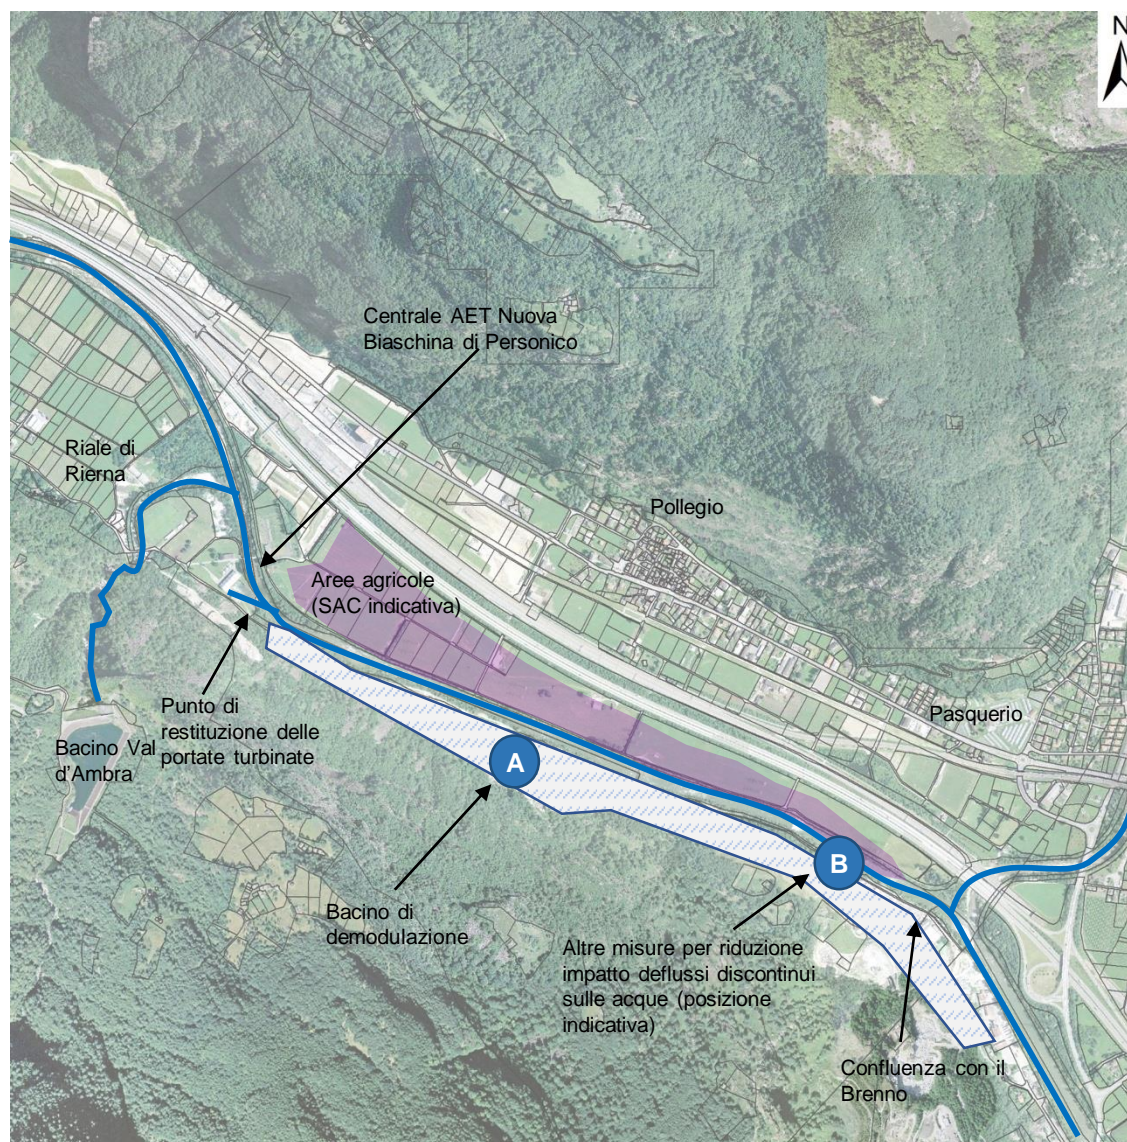 N
Centrale AET Nuova
Biaschina di Personico
Riale di
Rierna
Pollegio
Aree agricole
(SAC indicativa)
Punto di
restituzione delle
portate turbinate
Bacino Val
d'Ambra
Pasquerio
A
B
Bacino di
demodulazione
Altre misure per riduzione
impatto deflussi discontinui
sulle acque (posizione
indicativa)
Confluenza con il
Brenno